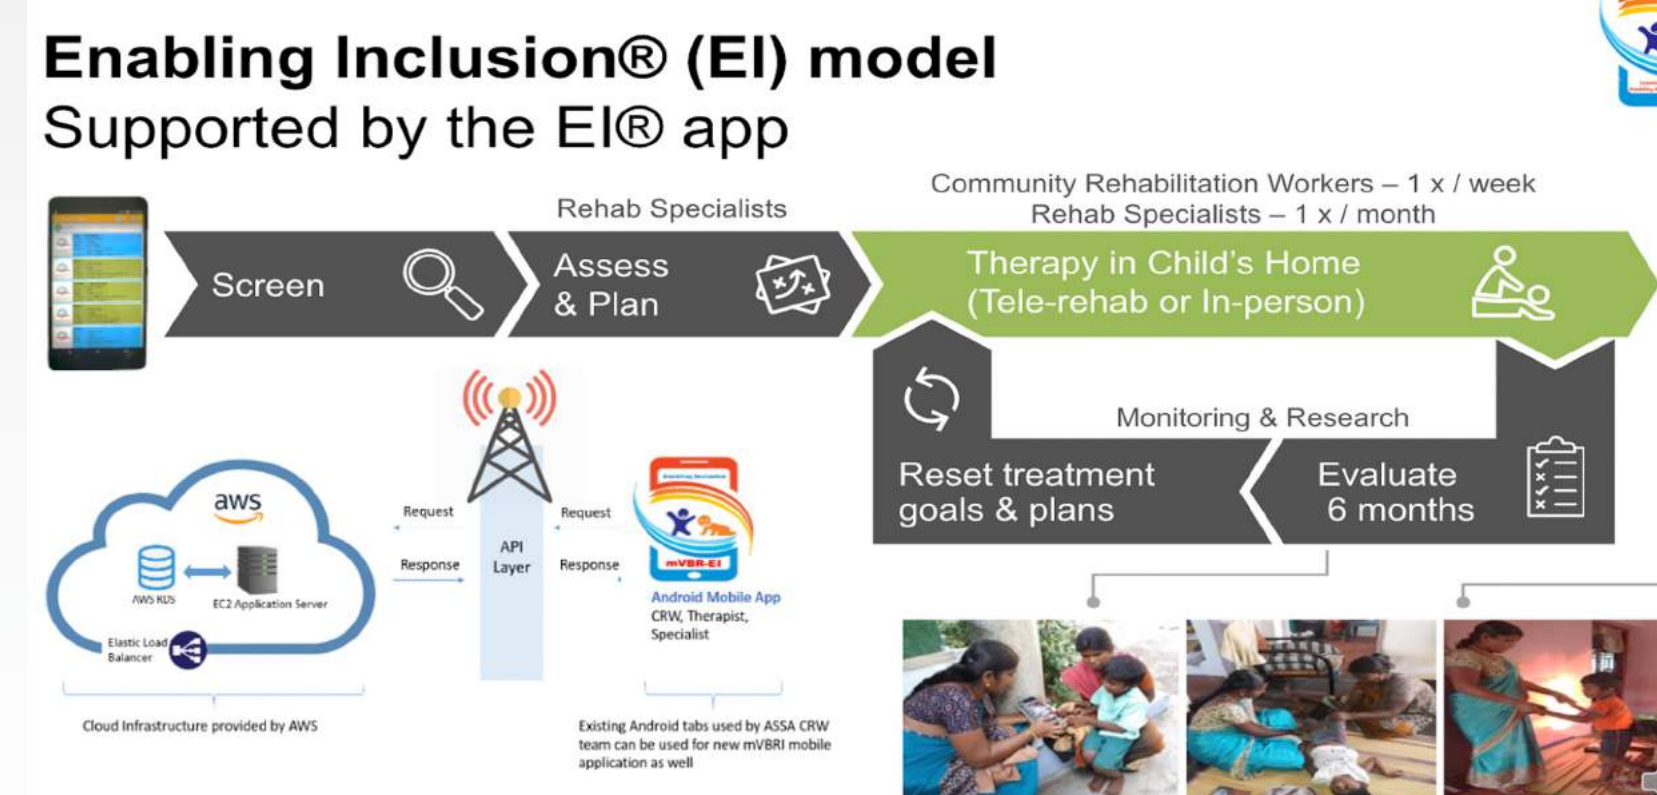 Enabling Inclusion® (EI) model
Supported by the EI® app
Rehab Specialists
Community Rehabilitation Workers – 1 x / week
Rehab Specialists – 1 x / month
Screen
Assess
& Plan
Therapy in Child's Home
(Tele-rehab or In-person)
Monitoring & Research
Reset treatment
goals & plans
Evaluate
6 months
aws
AWS RDS
EC2 Application Server
Elastic Load
Balancer
Cloud Infrastructure provided by AWS
Request
Response
API
Layer
Request
Response
mVBR-EI
Android Mobile App
CRW, Therapist,
Specialist
Existing Android tabs used by ASSA CRW
team can be used for new mVBRI mobile
application as well